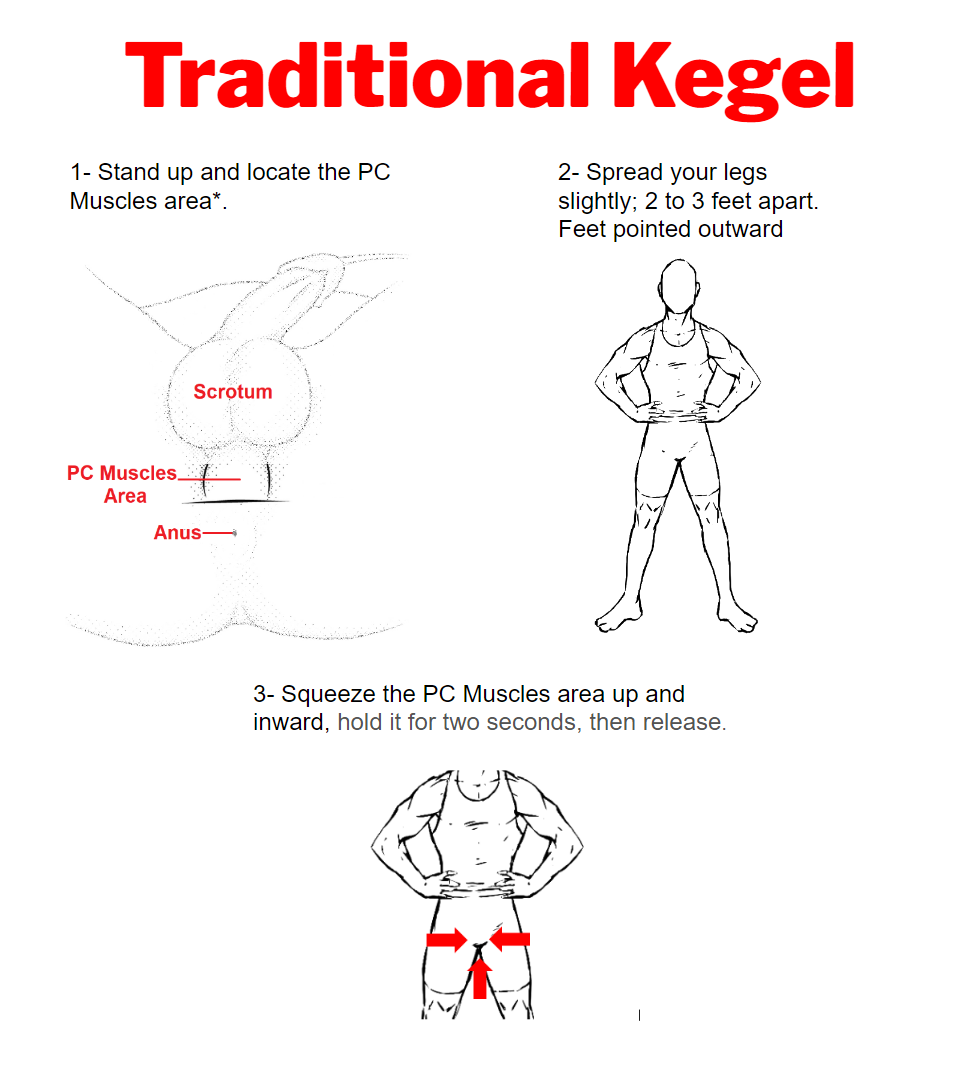 Traditional Kegel
1- Stand up and locate the PC
Muscles area*.
2- Spread your legs
slightly; 2 to 3 feet apart.
Feet pointed outward
Scrotum
PC Muscles
Area
Anus
3- Squeeze the PC Muscles area up and
inward, hold it for two seconds, then release.